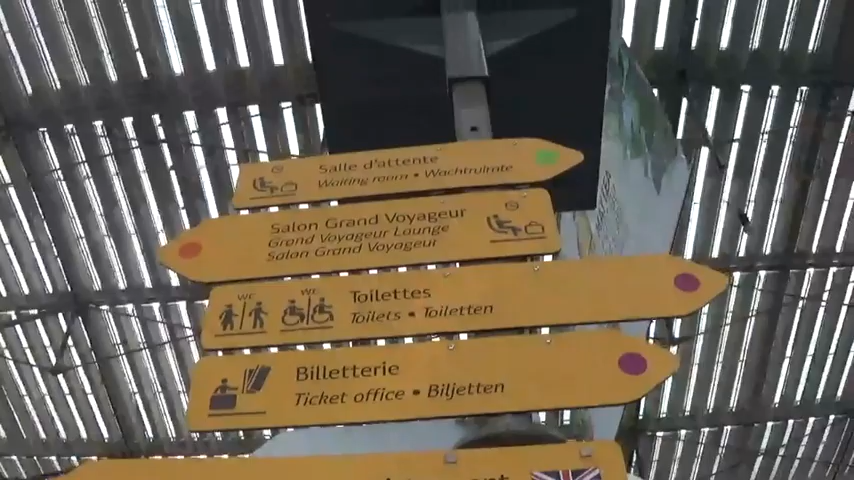 Salle d'attente
Waiting room • Wachtruimte
Salon Grand Voyageur
Grand Voyageur Lounge
Salon Grand Voyageur
WC WC
Toilettes
Toilets • Toiletten
Billetterie
Ticket office • Biljetten